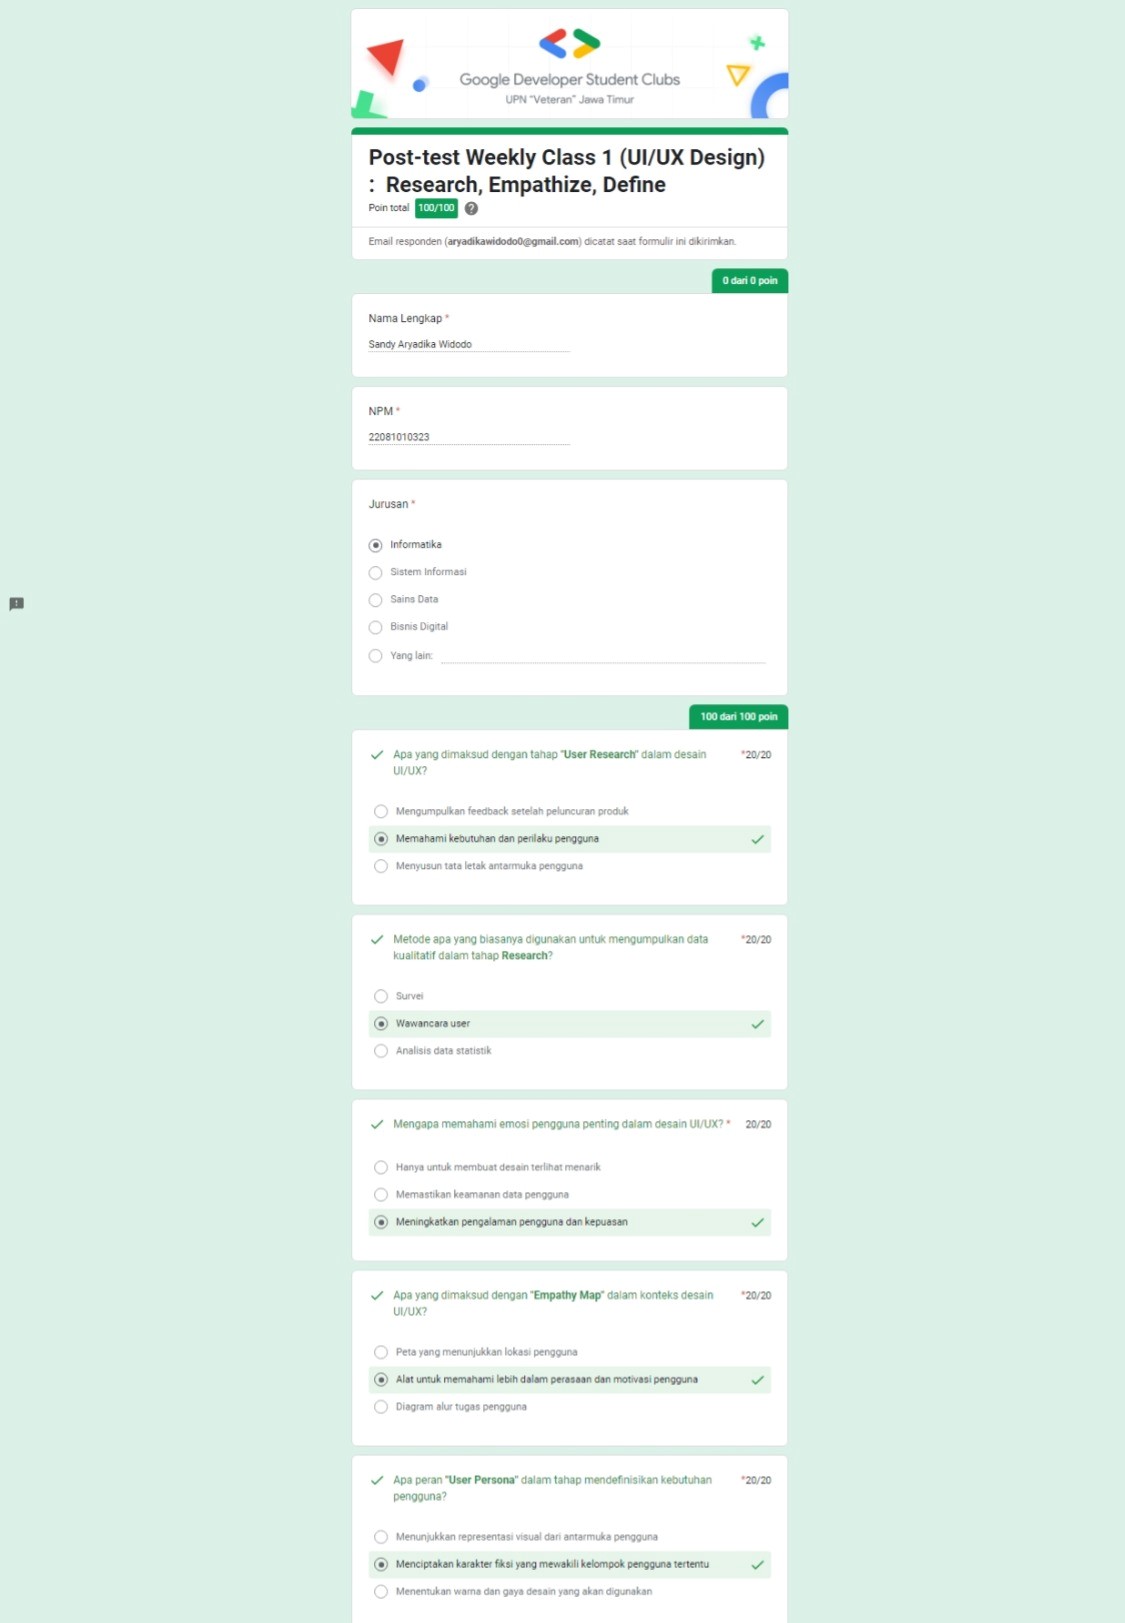 Google Developer Student Clubs
UPN "Veteran" Jawa Timur
Post-test Weekly Class 1 (UI/UX Design)
: Research, Empathize, Define
Poin total 100/100
Email responden (aryadikawidodo0@gmail.com) dicatat saat formulir ini dikirimkan.
0 dari 0 poin
Nama Lengkap *
Sandy Aryadika Widodo
NPM *
22081010323
Jurusan *
Informatika
Sistem Informasi
Sains Data
Bisnis Digital
Yang lain:
100 dari 100 poin
Apa yang dimaksud dengan tahap "User Research" dalam desain *20/20
UI/UX?
Mengumpulkan feedback setelah peluncuran produk
Memahami kebutuhan dan perilaku pengguna
Menyusun tata letak antarmuka pengguna
Metode apa yang biasanya digunakan untuk mengumpulkan data *20/20
kualitatif dalam tahap Research?
Survei
Wawancara user
Analisis data statistik
Mengapa memahami emosi pengguna penting dalam desain UI/UX? * 20/20
Hanya untuk membuat desain terlihat menarik
Memastikan keamanan data pengguna
Meningkatkan pengalaman pengguna dan kepuasan
Apa yang dimaksud dengan "Empathy Map" dalam konteks desain *20/20
UI/UX?
Peta yang menunjukkan lokasi pengguna
Alat untuk memahami lebih dalam perasaan dan motivasi pengguna
Diagram alur tugas pengguna
Apa peran "User Persona" dalam tahap mendefinisikan kebutuhan *20/20
pengguna?
Menunjukkan representasi visual dari antarmuka pengguna
Menciptakan karakter fiksi yang mewakili kelompok pengguna tertentu
Menentukan warna dan gaya desain yang akan digunakan